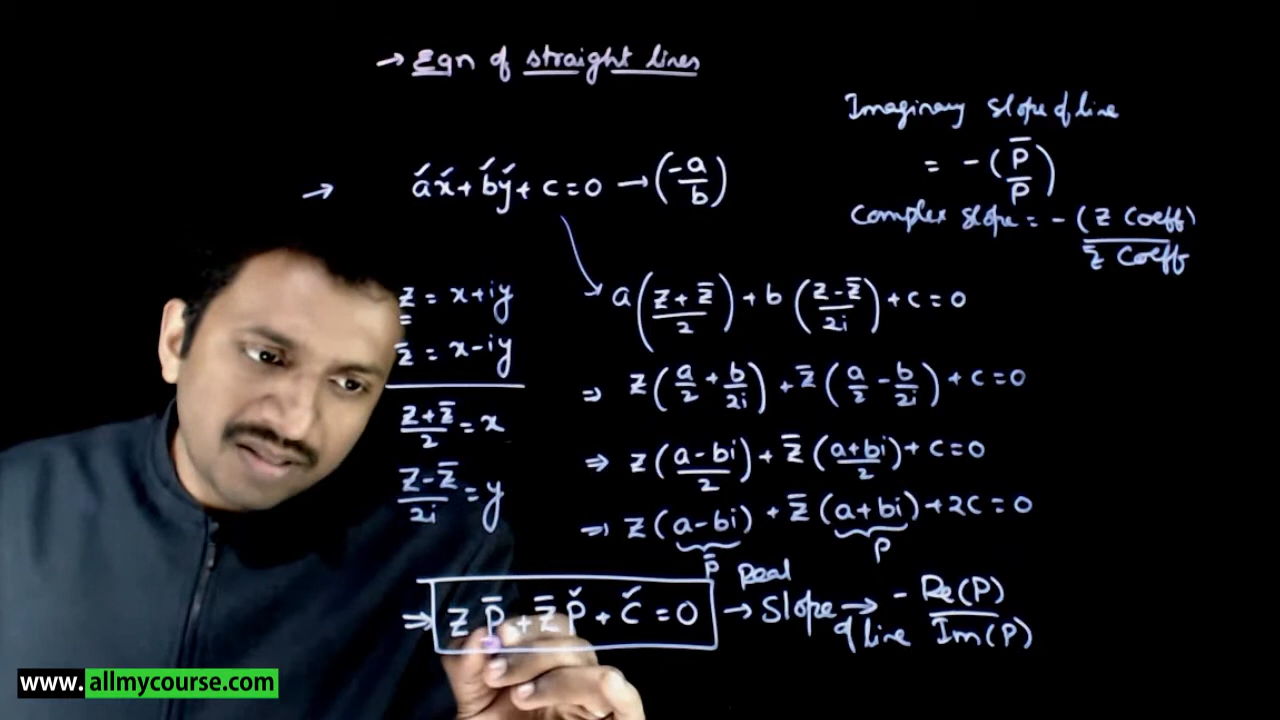 → Eqn of straight lines
Imaginary slope of line
= -(P̄/P)
Complex slope = -(z coeff)/z̄ coeff
→ ax + by + c = 0 → (-a/b)
z = x + iy
z̄ = x - iy
(z + z̄)/2 = x
(z - z̄)/2i = y
a((z + z̄)/2) + b((z - z̄)/2i) + c = 0
⇒ z(a/2 + b/2i) + z̄(a/2 - b/2i) + c = 0
⇒ z((a - bi)/2) + z̄((a + bi)/2) + c = 0
⇒ z(a - bi) + z̄(a + bi) + 2c = 0
P̄ P
⇒ z P̄ + z̄ P + c = 0 → Real Slope of line → -Re(P)/Im(P)
www.allmycourse.com